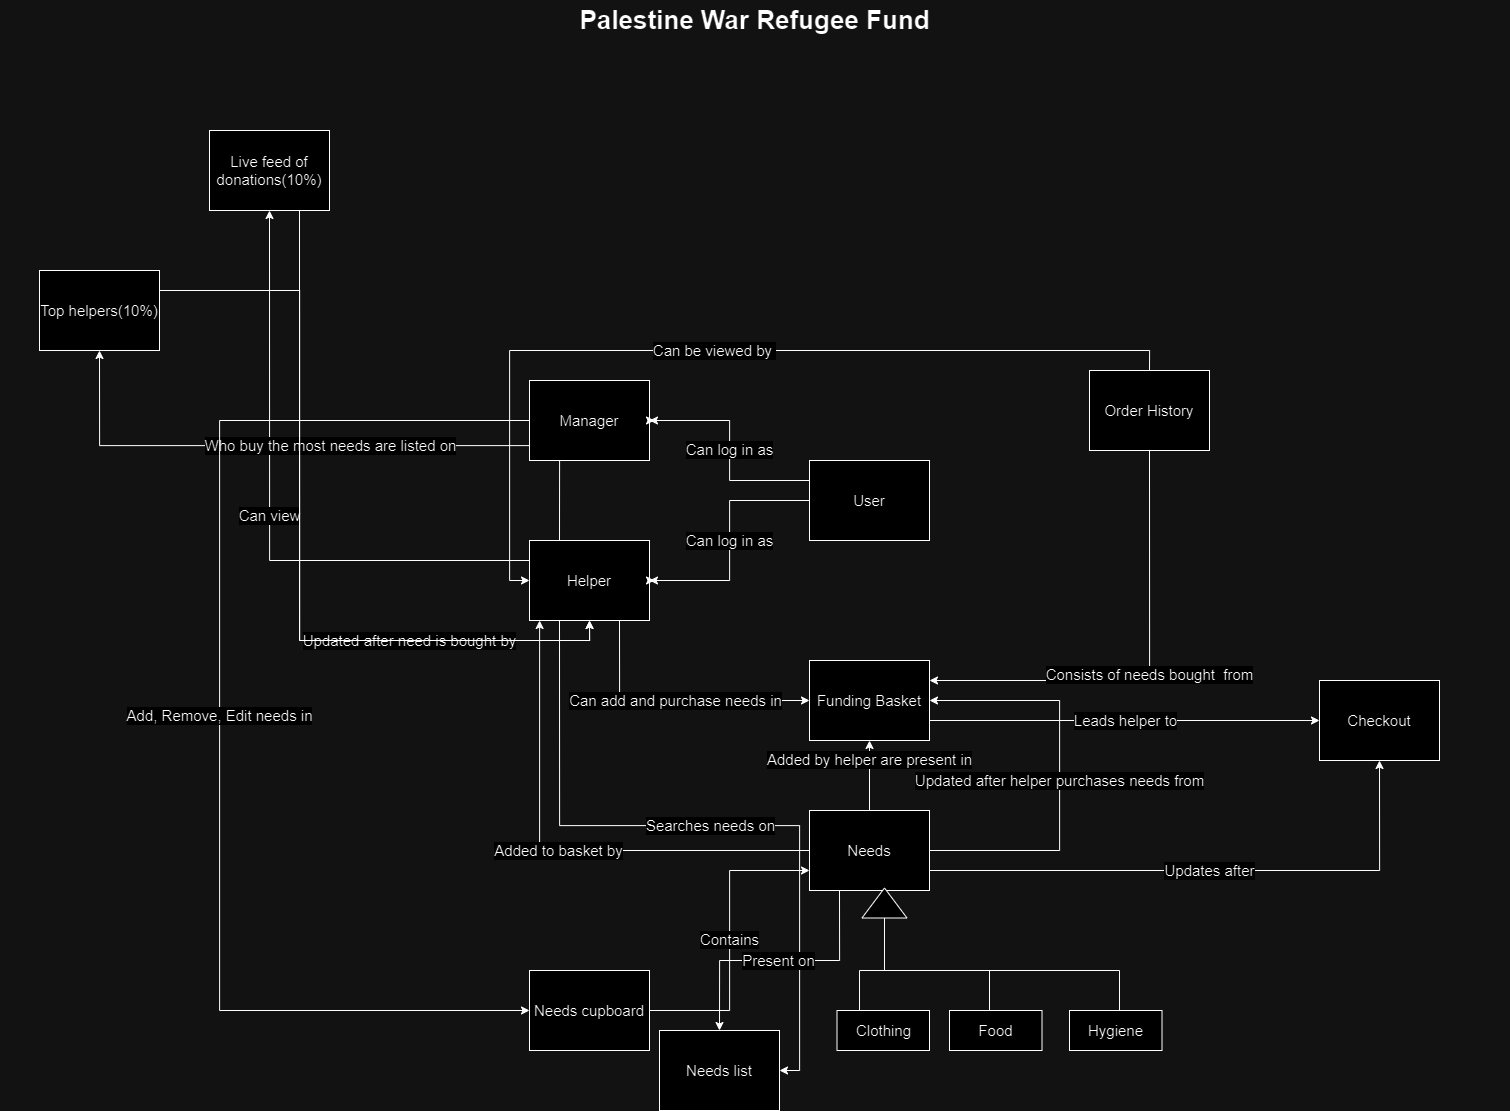 Palestine War Refugee Fund
Live feed of
donations(10%)
Top helpers(10%)
Can be viewed by
Order History
Manager
Who buy the most needs are listed on
Can log in as
User
Can view
Can log in as
Helper
Updated after need is bought by
Consists of needs bought  from
Can add and purchase needs in
Funding Basket
Add, Remove, Edit needs in
Leads helper to
Checkout
Added by helper are present in
Updated after helper purchases needs from
Searches needs on
Added to basket by
Needs
Updates after
Contains
Present on
Needs cupboard
Clothing
Food
Hygiene
Needs list